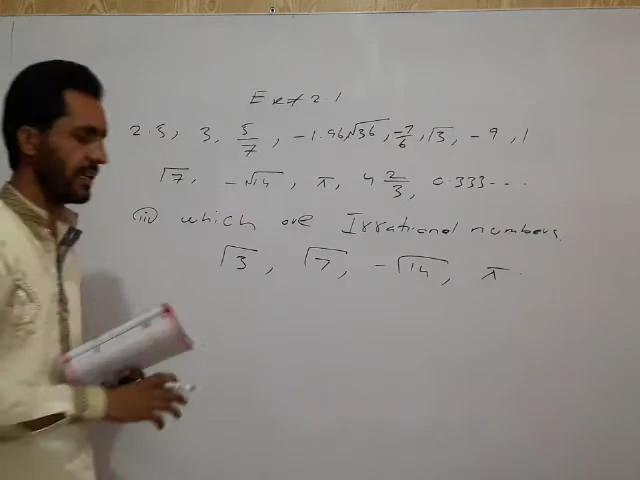 Ex # 2.1
2.5, 3, 5/7, -1.96, √36, -7/6, √3, -9, 1
√7, -√14, π, 4 2/3, 0.333...
(iii) which are Irrational numbers.
√3, √7, -√14, π.